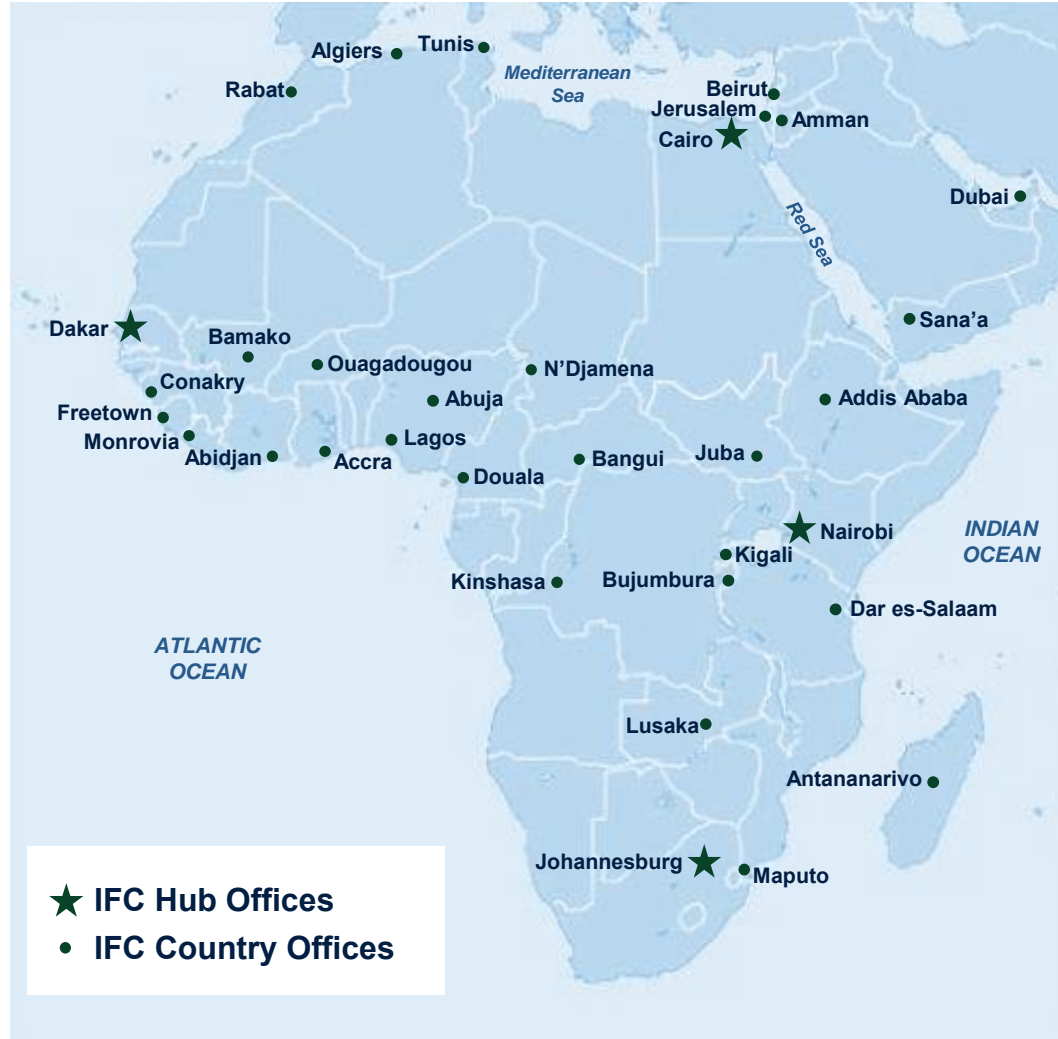 Tunis
Algiers
Mediterranean
Sea
Rabat
Beirut
Jerusalem
Amman
Cairo
Dubai
Red Sea
Sana’a
Dakar
Bamako
Ouagadougou
N’Djamena
Conakry
Abuja
Addis Ababa
Freetown
Monrovia
Lagos
Abidjan
Accra
Bangui
Juba
Douala
Nairobi
INDIAN
OCEAN
Kigali
Kinshasa
Bujumbura
Dar es-Salaam
ATLANTIC
OCEAN
Lusaka
Antananarivo
Johannesburg
Maputo
IFC Hub Offices
IFC Country Offices